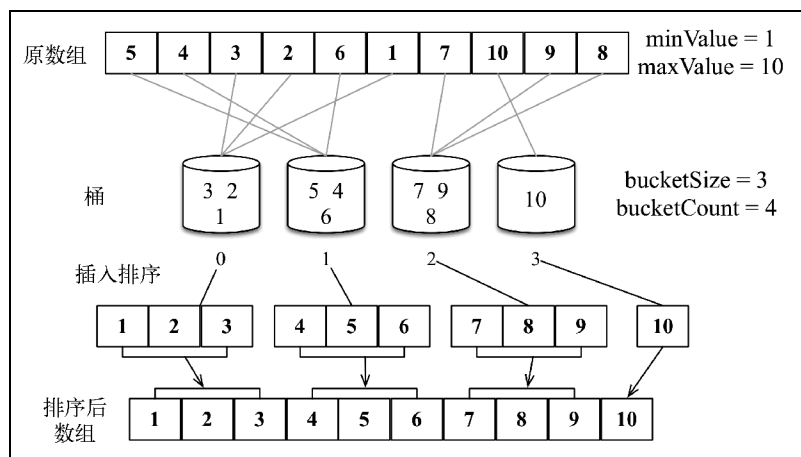 原数组 5 4 3 2 6 1 7 10 9 8 minValue = 1
maxValue = 10
桶 3 2 5 4 7 9 10 bucketSize = 3
1 6 8 bucketCount = 4
0 1 2 3
插入排序
1 2 3 4 5 6 7 8 9 10
排序后
数组
1 2 3 4 5 6 7 8 9 10